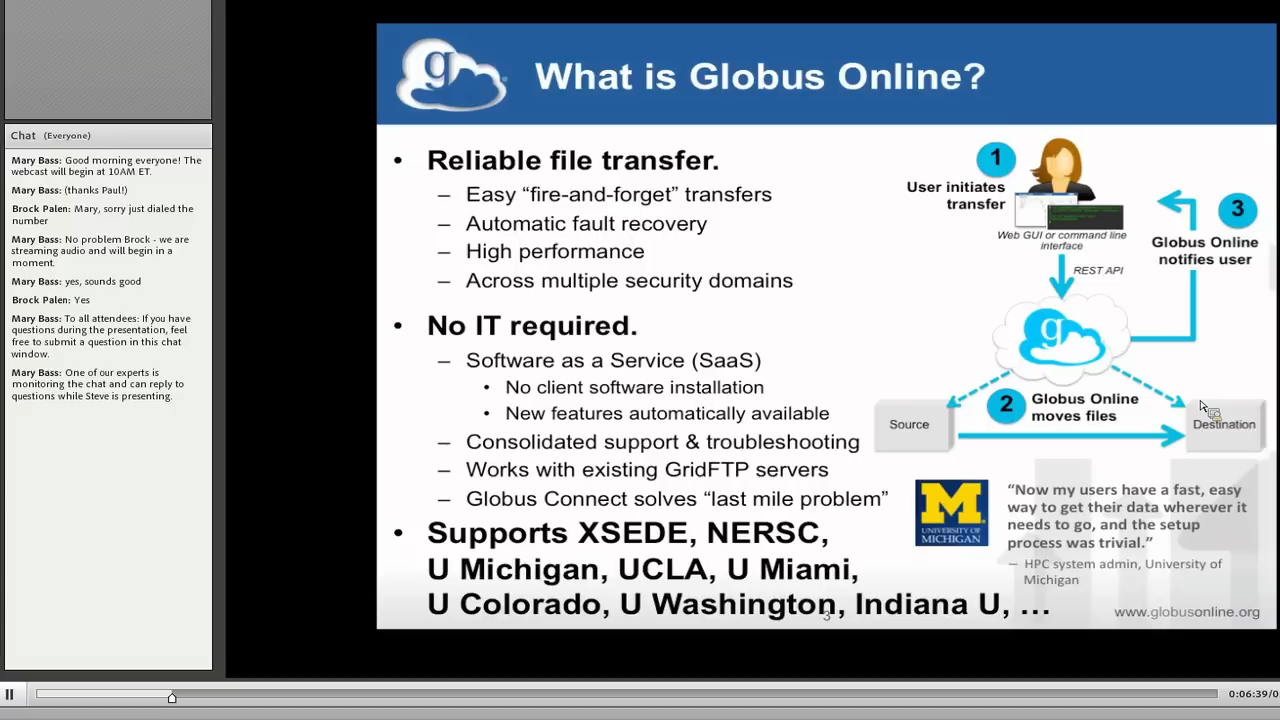 Chat (Everyone)
Mary Bass: Good morning everyone! The
webcast will begin at 10AM ET.
Mary Bass: (thanks Paul!)
Brock Palen: Mary, sorry just dialed the
number
Mary Bass: No problem Brock - we are
streaming audio and will begin in a
moment.
Mary Bass: yes, sounds good
Brock Palen: Yes
Mary Bass: To all attendees: If you have
questions during the presentation, feel
free to submit a question in this chat
window.
Mary Bass: One of our experts is
monitoring the chat and can reply to
questions while Steve is presenting.
g
What is Globus Online?
• Reliable file transfer.
– Easy “fire-and-forget” transfers
– Automatic fault recovery
– High performance
– Across multiple security domains
• No IT required.
– Software as a Service (SaaS)
• No client software installation
• New features automatically available
– Consolidated support & troubleshooting
– Works with existing GridFTP servers
– Globus Connect solves “last mile problem”
• Supports XSEDE, NERSC,
U Michigan, UCLA, U Miami,
U Colorado, U Washington, Indiana U, …
3
1
User initiates
transfer
Web GUI or command line
interface
REST API
3
Globus Online
notifies user
g
2
Globus Online
moves files
Source
Destination
M
UNIVERSITY OF
MICHIGAN
“Now my users have a fast, easy
way to get their data wherever it
needs to go, and the setup
process was trivial.”
– HPC system admin, University of
Michigan
www.globusonline.org
0:06:39/0